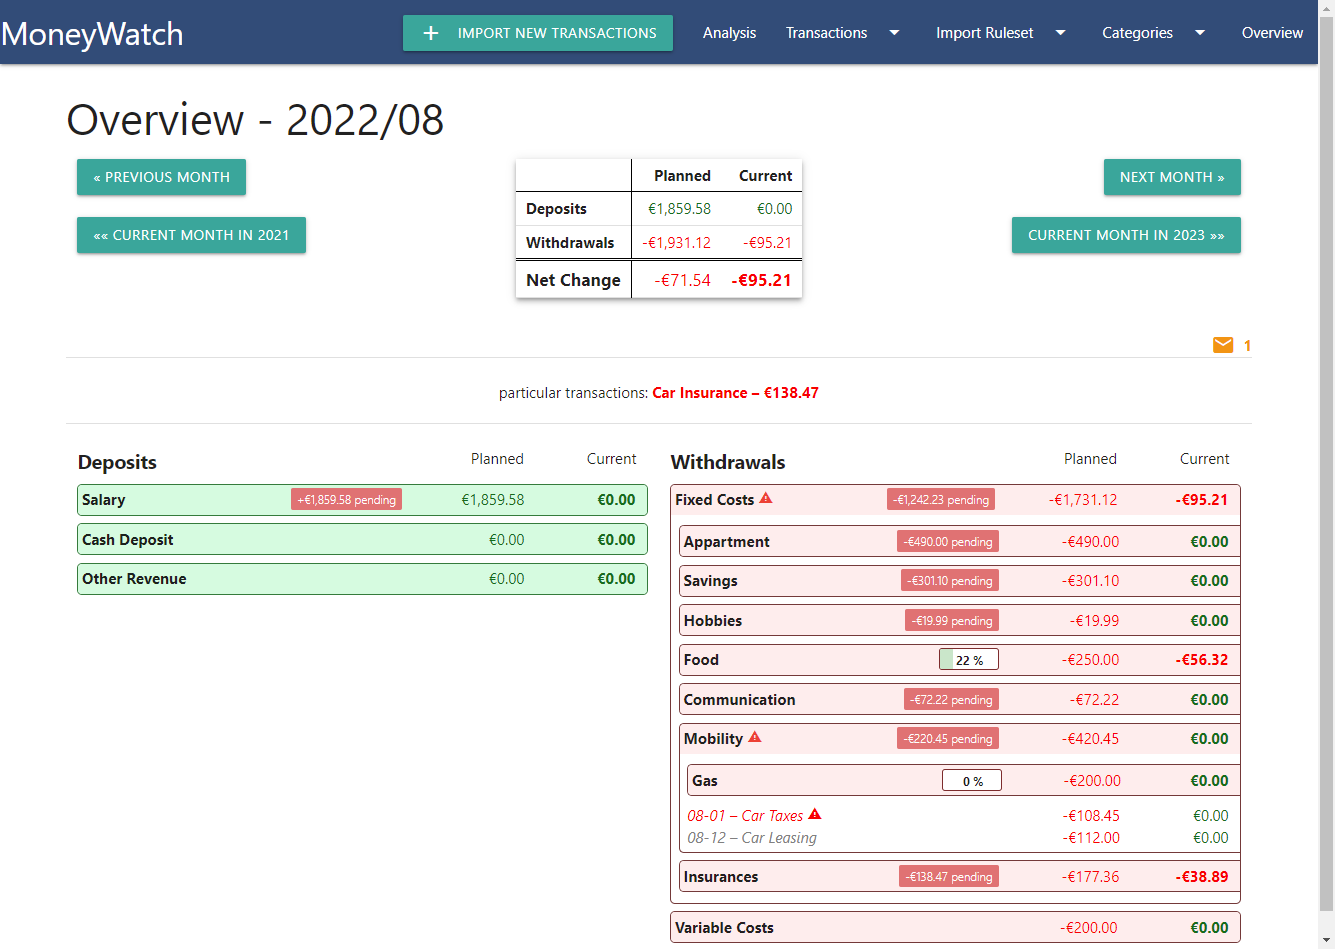 MoneyWatch
+ IMPORT NEW TRANSACTIONS Analysis Transactions Import Ruleset Categories Overview
Overview - 2022/08
« PREVIOUS MONTH
«« CURRENT MONTH IN 2021
Planned Current
Deposits €1,859.58 €0.00
Withdrawals -€1,931.12 -€95.21
Net Change -€71.54 -€95.21
NEXT MONTH »
CURRENT MONTH IN 2023 »»
1
particular transactions: Car Insurance – €138.47
Deposits Planned Current
Salary +€1,859.58 pending €1,859.58 €0.00
Cash Deposit €0.00 €0.00
Other Revenue €0.00 €0.00
Withdrawals Planned Current
Fixed Costs -€1,242.23 pending -€1,731.12 -€95.21
Appartment -€490.00 pending -€490.00 €0.00
Savings -€301.10 pending -€301.10 €0.00
Hobbies -€19.99 pending -€19.99 €0.00
Food 22 % -€250.00 -€56.32
Communication -€72.22 pending -€72.22 €0.00
Mobility -€220.45 pending -€420.45 €0.00
Gas 0 % -€200.00 €0.00
08-01 – Car Taxes -€108.45 €0.00
08-12 – Car Leasing -€112.00 €0.00
Insurances -€138.47 pending -€177.36 -€38.89
Variable Costs -€200.00 €0.00